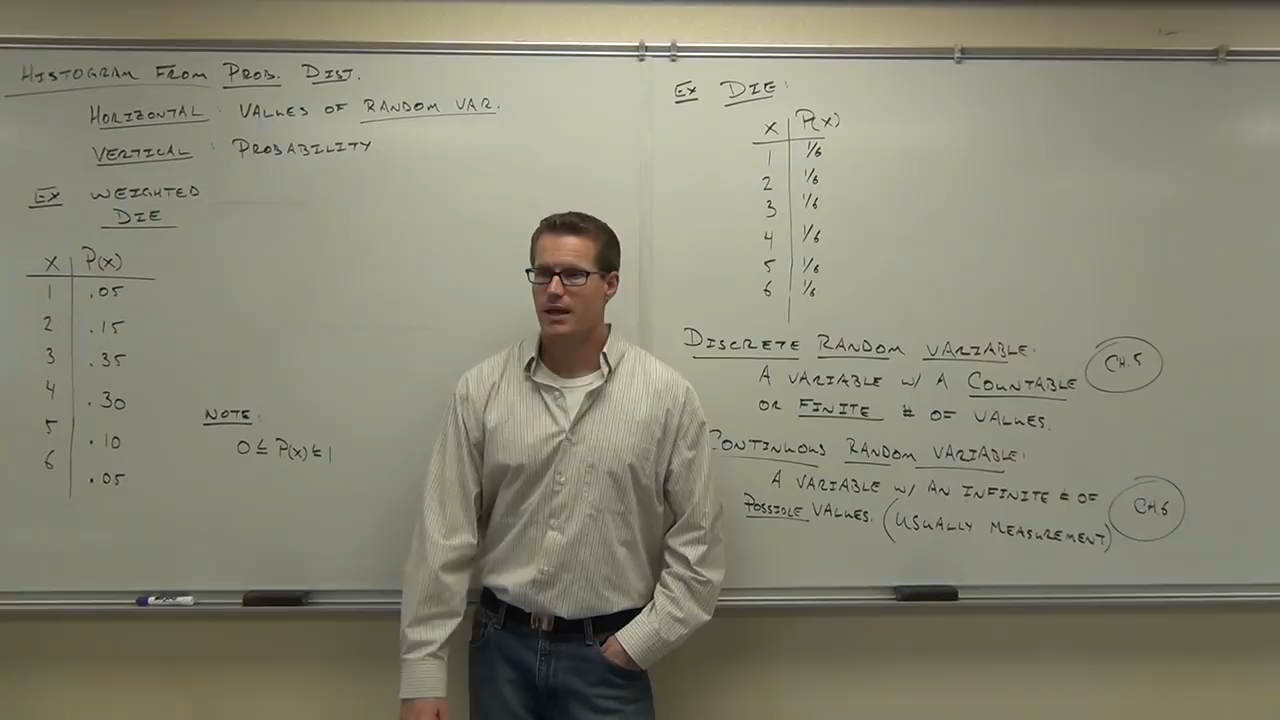 HISTOGRAM FROM PROB. DIST.
HORIZONTAL: VALUES OF RANDOM VAR.
VERTICAL: PROBABILITY
EX WEIGHTED
DIE
X P(x)
1 .05
2 .15
3 .35
4 .30
5 .10
6 .05
NOTE:
0 ≤ P(x) ≤ 1
EX DIE:
X P(x)
1 1/6
2 1/6
3 1/6
4 1/6
5 1/6
6 1/6
DISCRETE RANDOM VARIABLE:
A VARIABLE W/ A COUNTABLE
OR FINITE # OF VALUES.
CH.5
CONTINUOUS RANDOM VARIABLE:
A VARIABLE W/ AN INFINITE # OF
POSSIBLE VALUES. (USUALLY MEASUREMENT)
CH.6